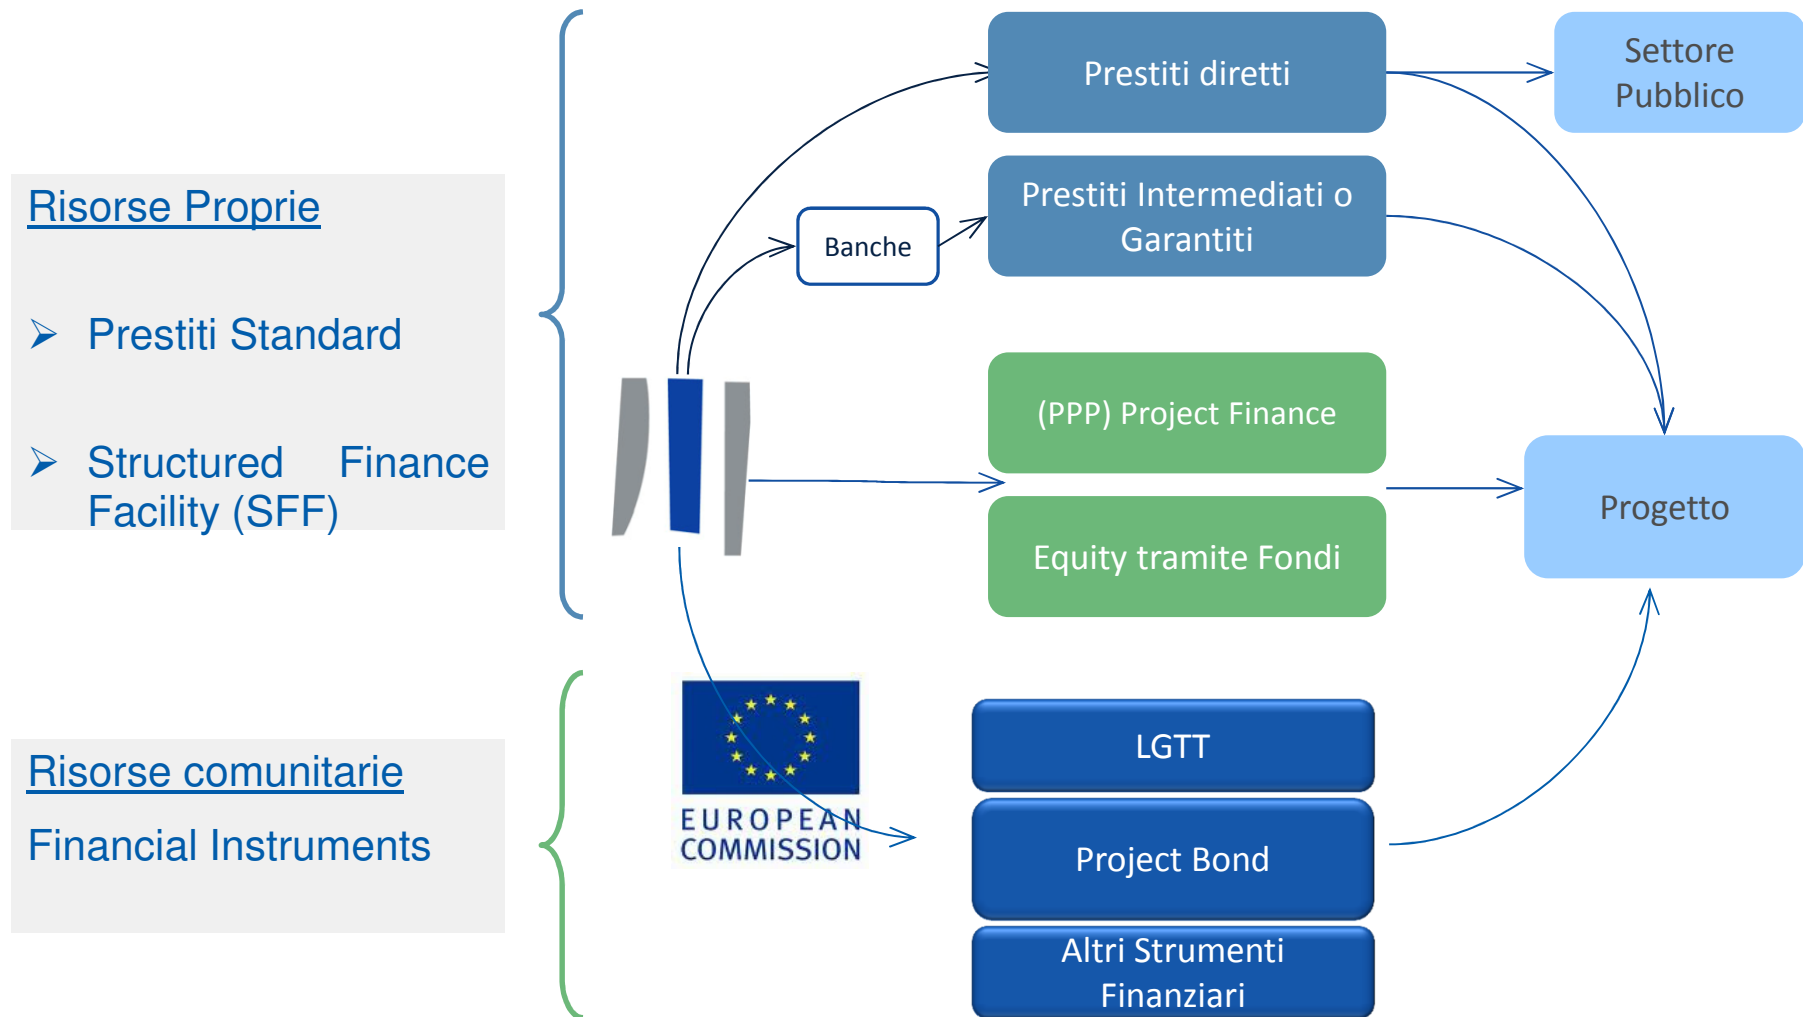 Risorse Proprie
➢ Prestiti Standard
➢ Structured Finance
Facility (SFF)
Risorse comunitarie
Financial Instruments
Banche
EUROPEAN
COMMISSION
Prestiti diretti
Prestiti Intermediati o
Garantiti
(PPP) Project Finance
Equity tramite Fondi
LGTT
Project Bond
Altri Strumenti
Finanziari
Settore
Pubblico
Progetto